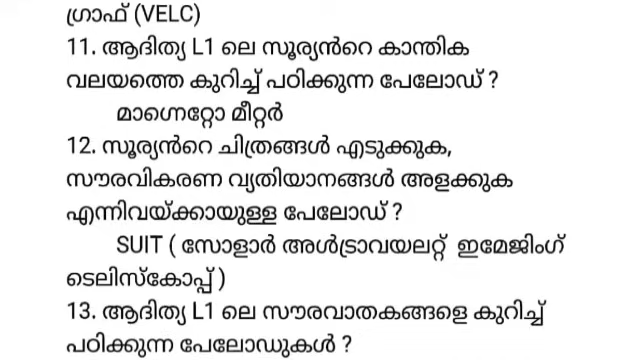 ഗ്രാഫ് (VELC)
11. ആദിത്യ L1 ലെ സൂര്യൻറെ കാന്തിക
വലയത്തെ കുറിച്ച് പഠിക്കുന്ന പേലോഡ് ?
മാഗ്നെറ്റോ മീറ്റർ
12. സൂര്യൻറെ ചിത്രങ്ങൾ എടുക്കുക,
സൗരവികരണ വ്യതിയാനങ്ങൾ അളക്കുക
എന്നിവയ്ക്കായുള്ള പേലോഡ് ?
SUIT ( സോളാർ അൾട്രാവയലറ്റ് ഇമേജിംഗ്
ടെലിസ്കോപ്പ് )
13. ആദിത്യ L1 ലെ സൗരവാതകങ്ങളെ കുറിച്ച്
പഠിക്കുന്ന പേലോഡുകൾ ?